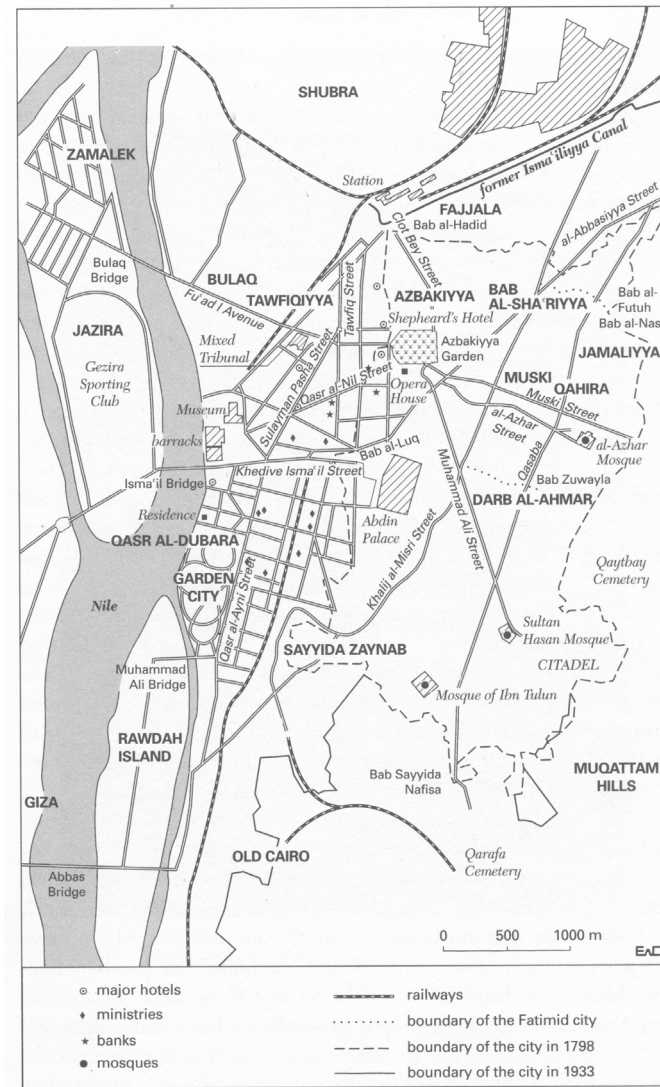 SHUBRA
ZAMALEK
Station
former Isma'iliyya Canal
FAJJALA
Bab al-Hadid
al-Abbasiyya Street
Clot Bey Street
Bulaq
Bridge
BULAQ
Fu'ad I Avenue
TAWFIQIYYA
Tawfiq Street
AZBAKIYYA
BAB
AL-SHA'RIYYA
Bab al-
Futuh
Bab al-Nas
Shepheard's Hotel
JAZIRA
Gezira
Sporting
Club
Mixed
Tribunal
Sulayman Pasha Street
Azbakiyya
Garden
JAMALIYYA
Qasr al-Nil Street
Opera
House
MUSKI
QAHIRA
Muski Street
Museum
barracks
al-Azhar
Street
al-Azhar
Mosque
Bab al-Luq
Qasaba
Khedive Isma'il Street
Isma'il Bridge
Muhammad Ali Street
Bab Zuwayla
DARB AL-AHMAR
Residence
Abdin
Palace
QASR AL-DUBARA
Khalij al-Misri Street
Qaytbay
Cemetery
GARDEN
CITY
Nile
Qasr al-Ayni Street
Sultan
Hasan Mosque
SAYYIDA ZAYNAB
CITADEL
Muhammad
Ali Bridge
Mosque of Ibn Tulun
RAWDAH
ISLAND
Bab Sayyida
Nafisa
MUQATTAM
HILLS
GIZA
OLD CAIRO
Qarafa
Cemetery
Abbas
Bridge
0 500 1000 m
major hotels
ministries
banks
mosques
railways
boundary of the Fatimid city
boundary of the city in 1798
boundary of the city in 1933